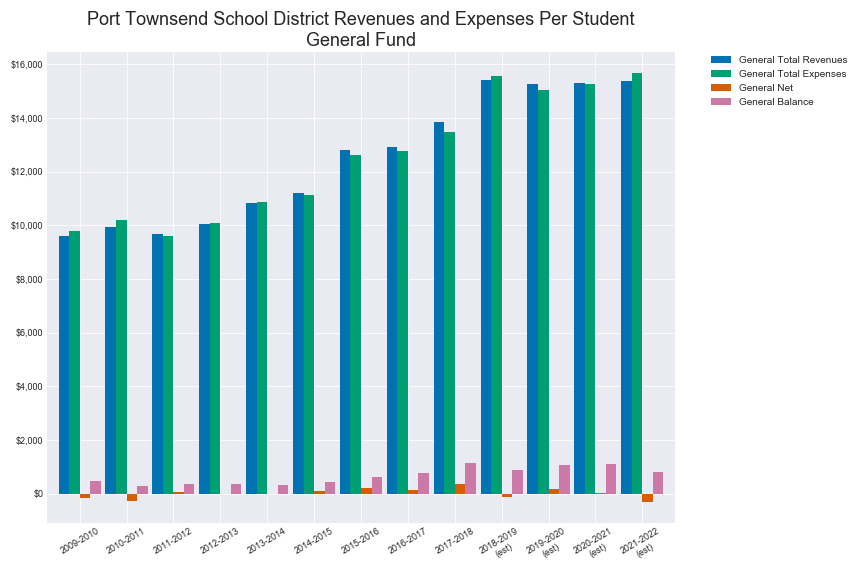 Port Townsend School District Revenues and Expenses Per Student
General Fund
General Total Revenues
General Total Expenses
General Net
General Balance
$16,000
$14,000
$12,000
$10,000
$8,000
$6,000
$4,000
$2,000
$0
2009-2010
2010-2011
2011-2012
2012-2013
2013-2014
2014-2015
2015-2016
2016-2017
2017-2018
2018-2019
(est)
2019-2020
(est)
2020-2021
(est)
2021-2022
(est)